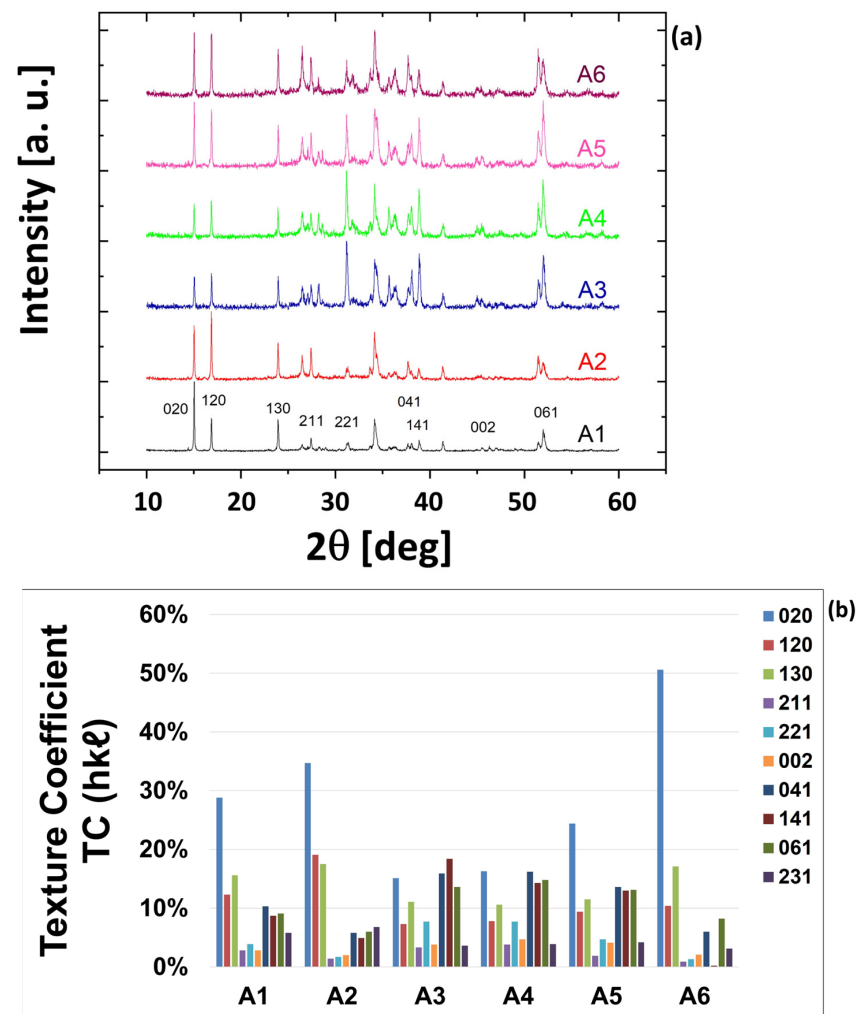 (a)
Intensity [a. u.]
A6
A5
A4
A3
A2
A1
020
120
130
211
221
041
141
002
061
10
20
30
40
50
60
2θ [deg]
(b)
Texture Coefficient
TC (hkℓ)
60%
50%
40%
30%
20%
10%
0%
A1
A2
A3
A4
A5
A6
020
120
130
211
221
002
041
141
061
231